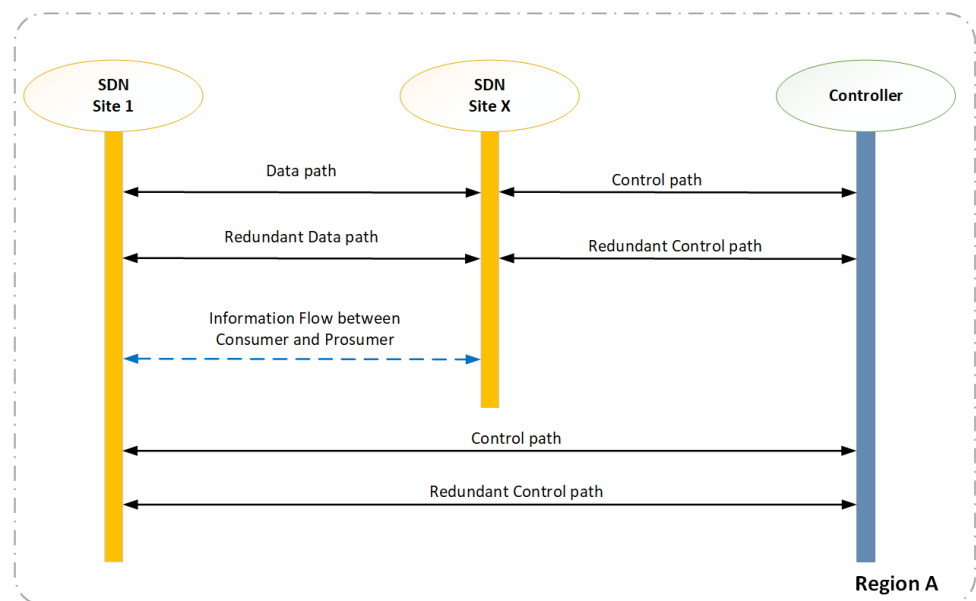 SDN
Site 1
SDN
Site X
Controller
Data path
Control path
Redundant Data path
Redundant Control path
Information Flow between
Consumer and Prosumer
Control path
Redundant Control path
Region A